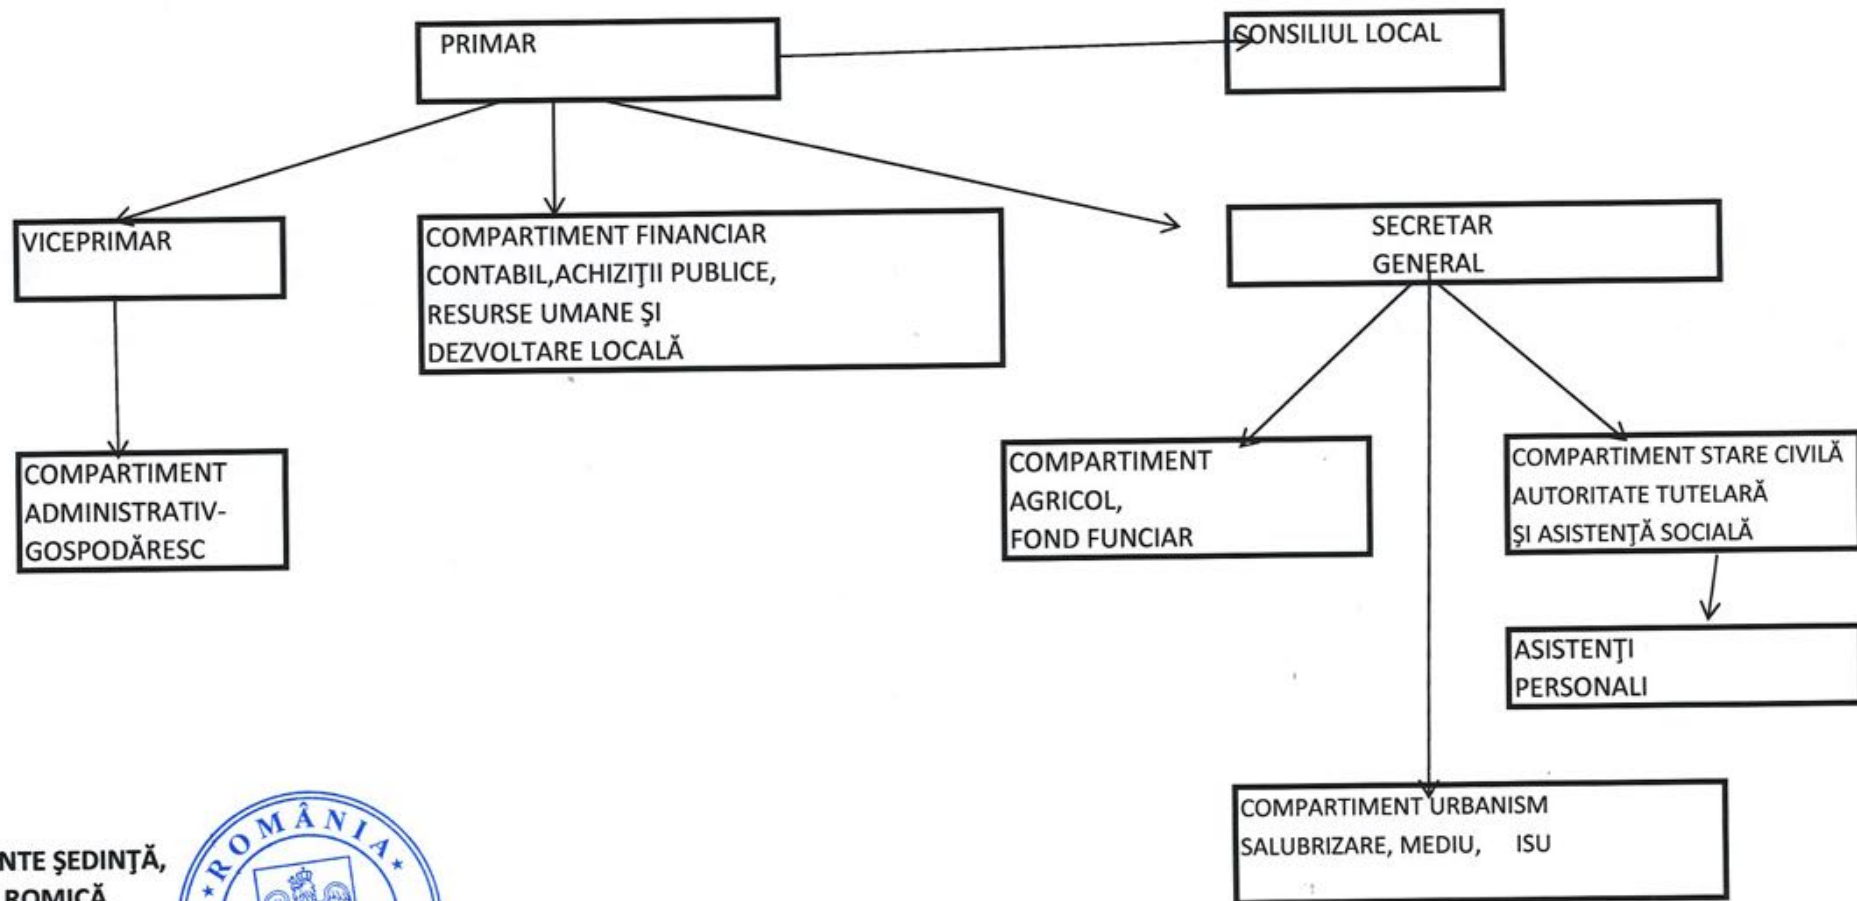 PRIMAR
CONSILIUL LOCAL
VICEPRIMAR
COMPARTIMENT FINANCIAR
CONTABIL,ACHIZIŢII PUBLICE,
RESURSE UMANE ŞI
DEZVOLTARE LOCALĂ
SECRETAR
GENERAL
COMPARTIMENT
ADMINISTRATIV-
GOSPODĂRESC
COMPARTIMENT
AGRICOL,
FOND FUNCIAR
COMPARTIMENT STARE CIVILĂ
AUTORITATE TUTELARĂ
ŞI ASISTENŢĂ SOCIALĂ
ASISTENŢI
PERSONALI
COMPARTIMENT URBANISM
SALUBRIZARE, MEDIU, ISU
NTE ŞEDINŢĂ,
ROMICĂ
ROMÂNIA